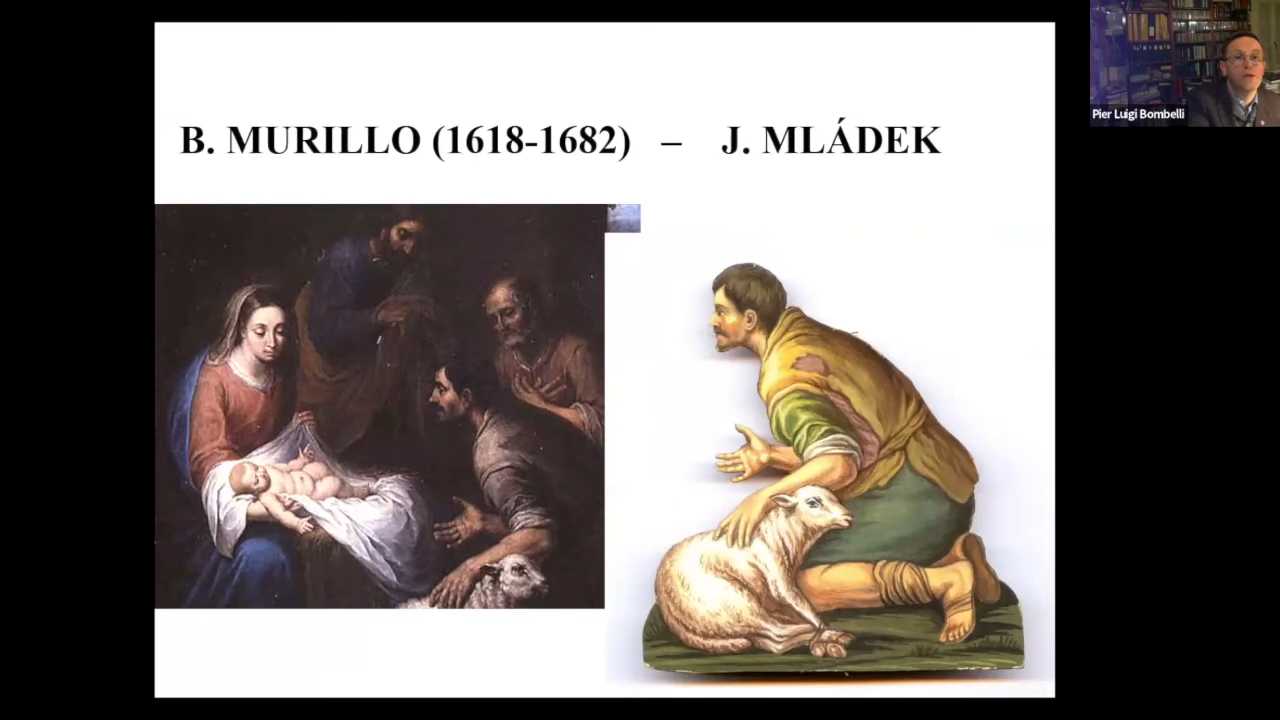 B. MURILLO (1618-1682) – J. MLÁDEK
Pier Luigi Bombelli